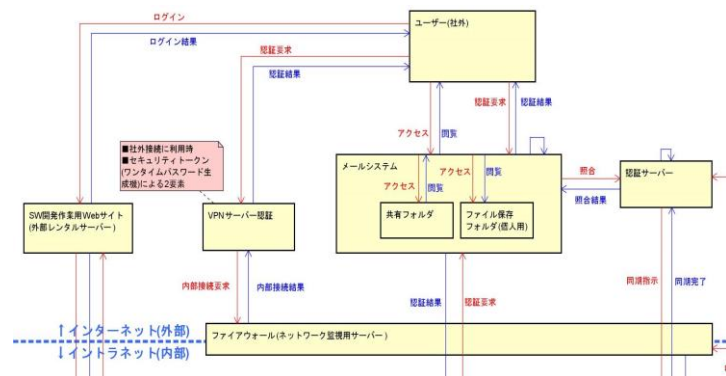 ログイン
ユーザー(社外)
ログイン結果
認証要求
認証結果
アクセス
閲覧
認証要求
認証結果
■社外接続に利用時
■セキュリティトークン
(ワンタイムパスワード生
成機)による2要素
メールシステム
アクセス
閲覧
アクセス
閲覧
照合
照合結果
認証サーバー
SW開発作業用Webサイト
(外部レンタルサーバー)
VPNサーバー認証
共有フォルダ
ファイル保存
フォルダ(個人用)
内部接続要求
内部接続結果
認証結果
認証要求
同期指示
同期完了
↑インターネット(外部)
ファイアウォール(ネットワーク監視用サーバー)
↓イントラネット(内部)